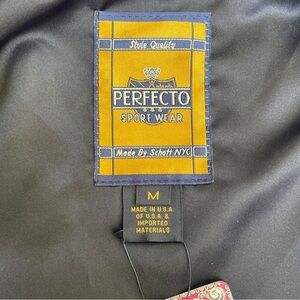 Style Quality
PERFECTO
SPORT WEAR
Made By Schott NYC
M
MADE IN U.S.A.
OF U.S.A. &
IMPORTED
MATERIALS